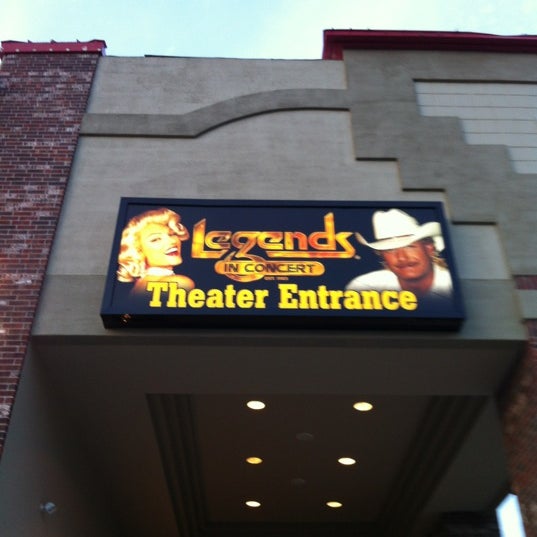 Legends
IN CONCERT
Theater Entrance